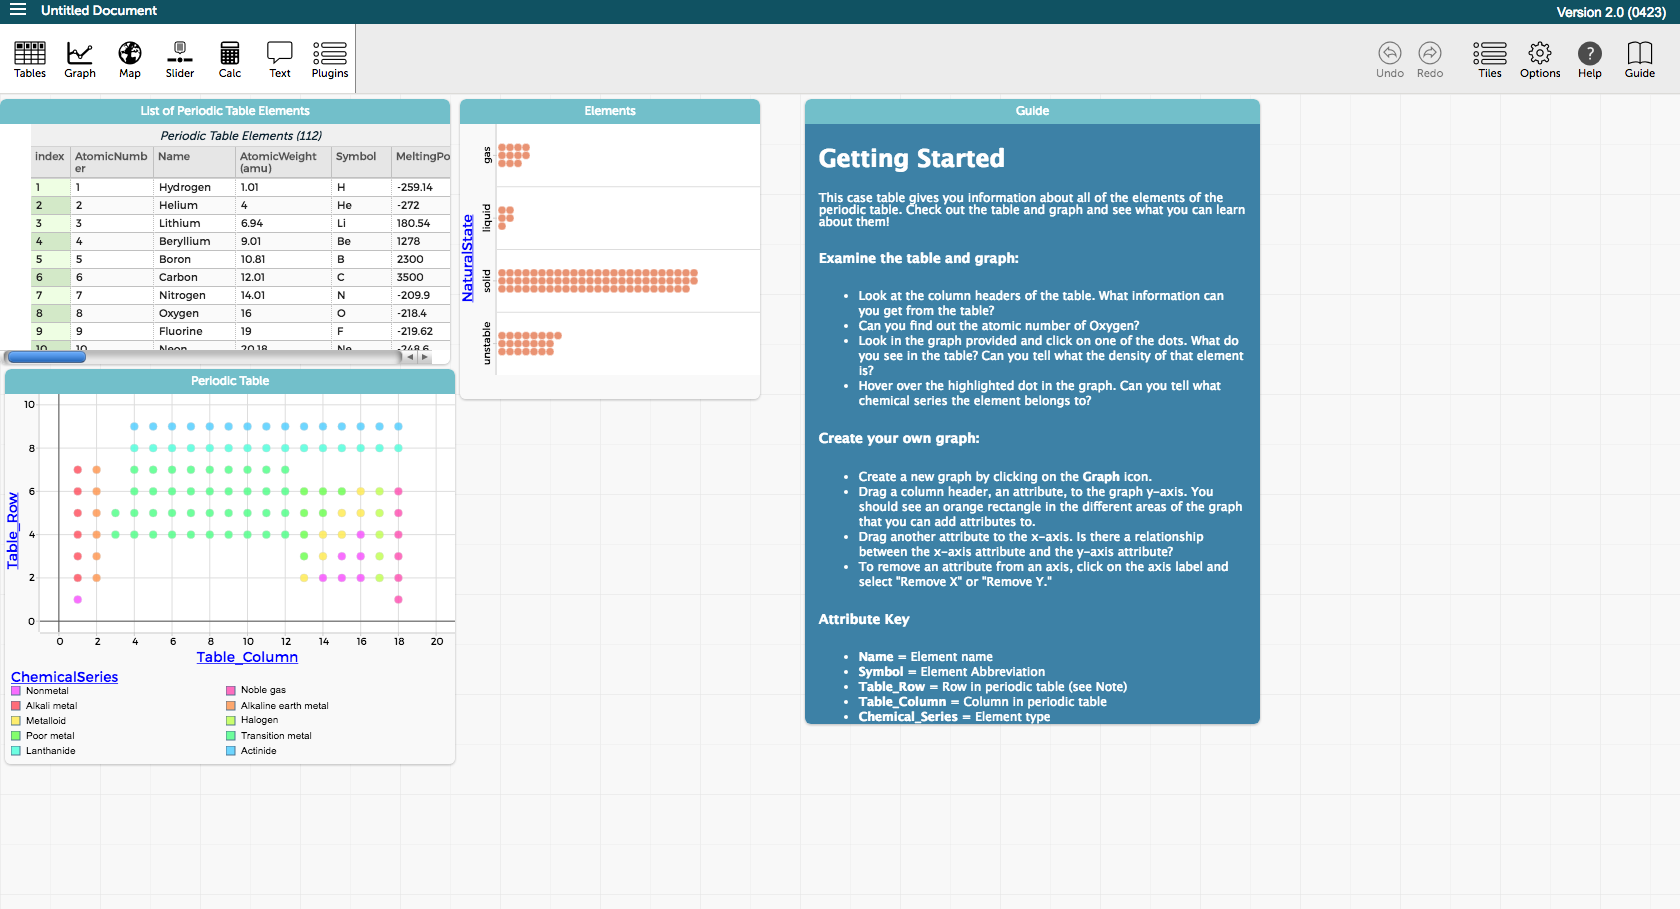 Untitled Document
Version 2.0 (0423)
Tables Graph Map Slider Calc Text Plugins
Undo Redo Tiles Options Help Guide
List of Periodic Table Elements
Periodic Table Elements (112)
index AtomicNumb Name AtomicWeight Symbol MeltingPo
er (amu)
1 1 Hydrogen 1.01 H -259.14
2 2 Helium 4 He -272
3 3 Lithium 6.94 Li 180.54
4 4 Beryllium 9.01 Be 1278
5 5 Boron 10.81 B 2300
6 6 Carbon 12.01 C 3500
7 7 Nitrogen 14.01 N -209.9
8 8 Oxygen 16 O -218.4
9 9 Fluorine 19 F -219.62
10 10 Neon 20.18 Ne -248.6
Elements
NaturalState
gas
liquid
solid
unstable
Periodic Table
Table_Row
10
8
6
4
2
0
0 2 4 6 8 10 12 14 16 18 20
Table_Column
ChemicalSeries
Nonmetal Noble gas
Alkali metal Alkaline earth metal
Metalloid Halogen
Poor metal Transition metal
Lanthanide Actinide
Guide
Getting Started
This case table gives you information about all of the elements of the
periodic table. Check out the table and graph and see what you can learn
about them!
Examine the table and graph:
• Look at the column headers of the table. What information can
you get from the table?
• Can you find out the atomic number of Oxygen?
• Look in the graph provided and click on one of the dots. What do
you see in the table? Can you tell what the density of that element
is?
• Hover over the highlighted dot in the graph. Can you tell what
chemical series the element belongs to?
Create your own graph:
• Create a new graph by clicking on the Graph icon.
• Drag a column header, an attribute, to the graph y-axis. You
should see an orange rectangle in the different areas of the graph
that you can add attributes to.
• Drag another attribute to the x-axis. Is there a relationship
between the x-axis attribute and the y-axis attribute?
• To remove an attribute from an axis, click on the axis label and
select "Remove X" or "Remove Y."
Attribute Key
• Name = Element name
• Symbol = Element Abbreviation
• Table_Row = Row in periodic table (see Note)
• Table_Column = Column in periodic table
• Chemical_Series = Element type